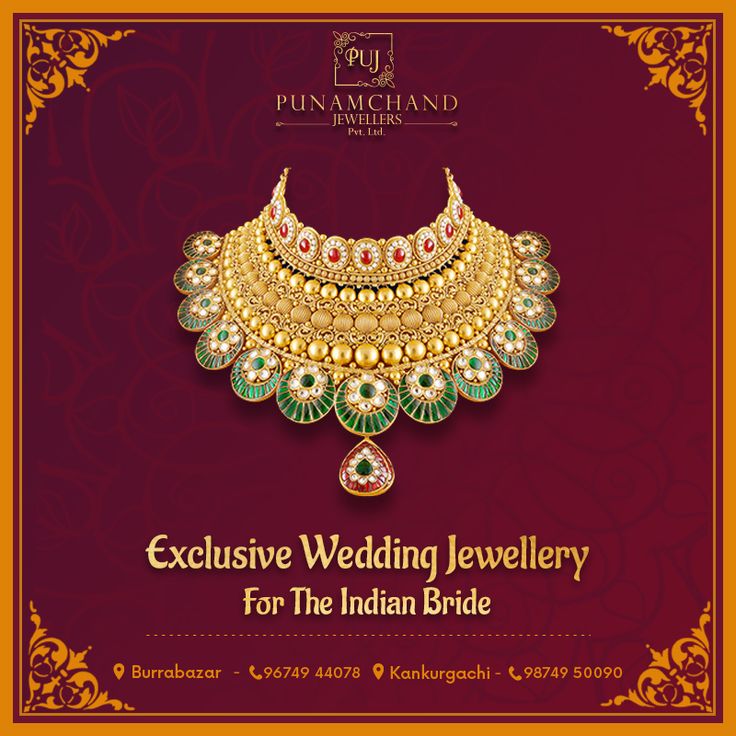 PUJ
PUNAMCHAND
JEWELLERS
Pvt. Ltd.
Exclusive Wedding Jewellery
For The Indian Bride
Burrabazar - 96749 44078 Kankurgachi - 98749 50090